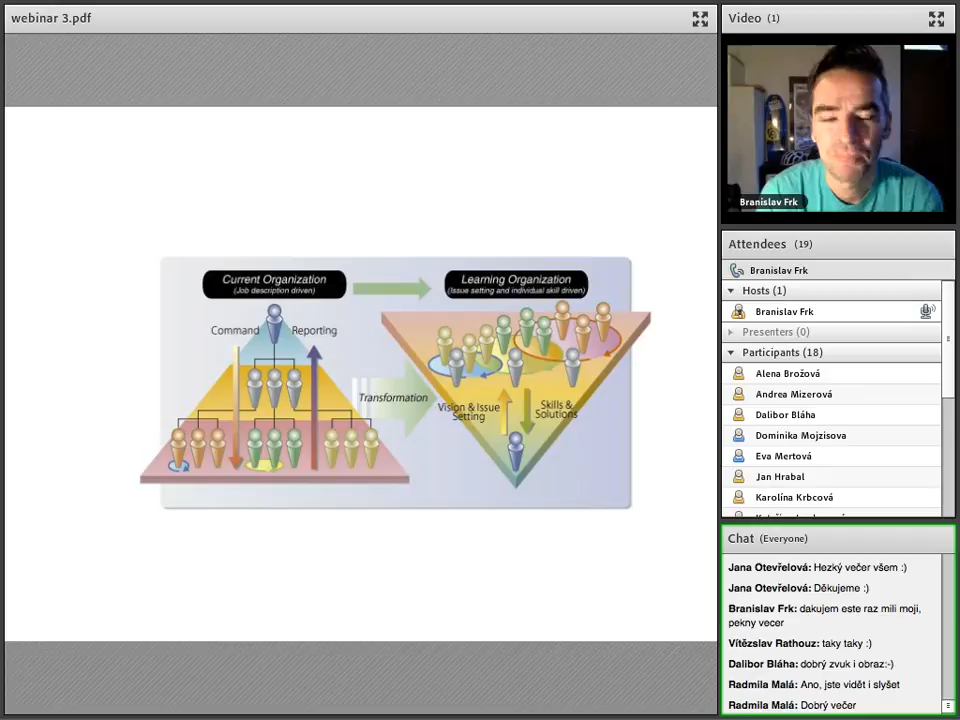 webinar 3.pdf
Current Organization
(Job description driven)
Learning Organization
(Issue setting and individual skill driven)
Command
Reporting
Transformation
Vision & Issue
Setting
Skills &
Solutions
Video (1)
Branislav Frk
Attendees (19)
Branislav Frk
Hosts (1)
Branislav Frk
Presenters (0)
Participants (18)
Alena Brožová
Andrea Mizerová
Dalibor Bláha
Dominika Mojzisova
Eva Mertová
Jan Hrabal
Karolína Krbcová
Chat (Everyone)
Jana Otevřelová: Hezký večer všem :)
Jana Otevřelová: Děkujeme :)
Branislav Frk: dakujem este raz mili moji,
pekny vecer
Vítězslav Rathouz: taky taky :)
Dalibor Bláha: dobrý zvuk i obraz:-)
Radmila Malá: Ano, jste vidět i slyšet
Radmila Malá: Dobrý večer